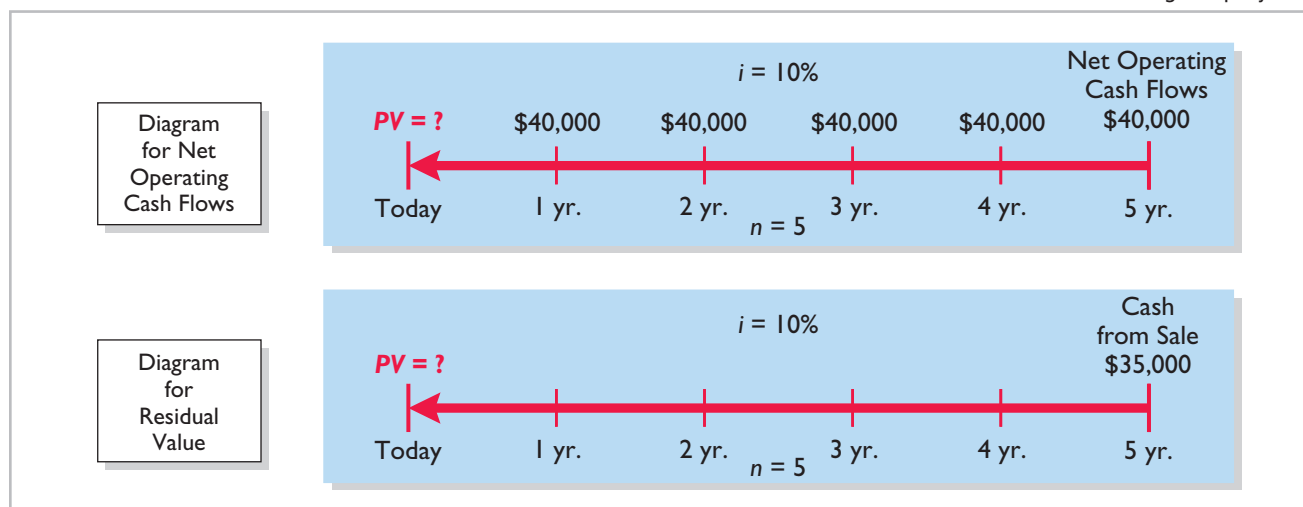 Diagram
for Net
Operating
Cash Flows
i = 10%
Net Operating
Cash Flows
PV = ? $40,000 $40,000 $40,000 $40,000 $40,000
Today 1 yr. 2 yr. 3 yr. 4 yr. 5 yr.
n = 5
Diagram
for
Residual
Value
i = 10%
Cash
from Sale
PV = ? $35,000
Today 1 yr. 2 yr. 3 yr. 4 yr. 5 yr.
n = 5